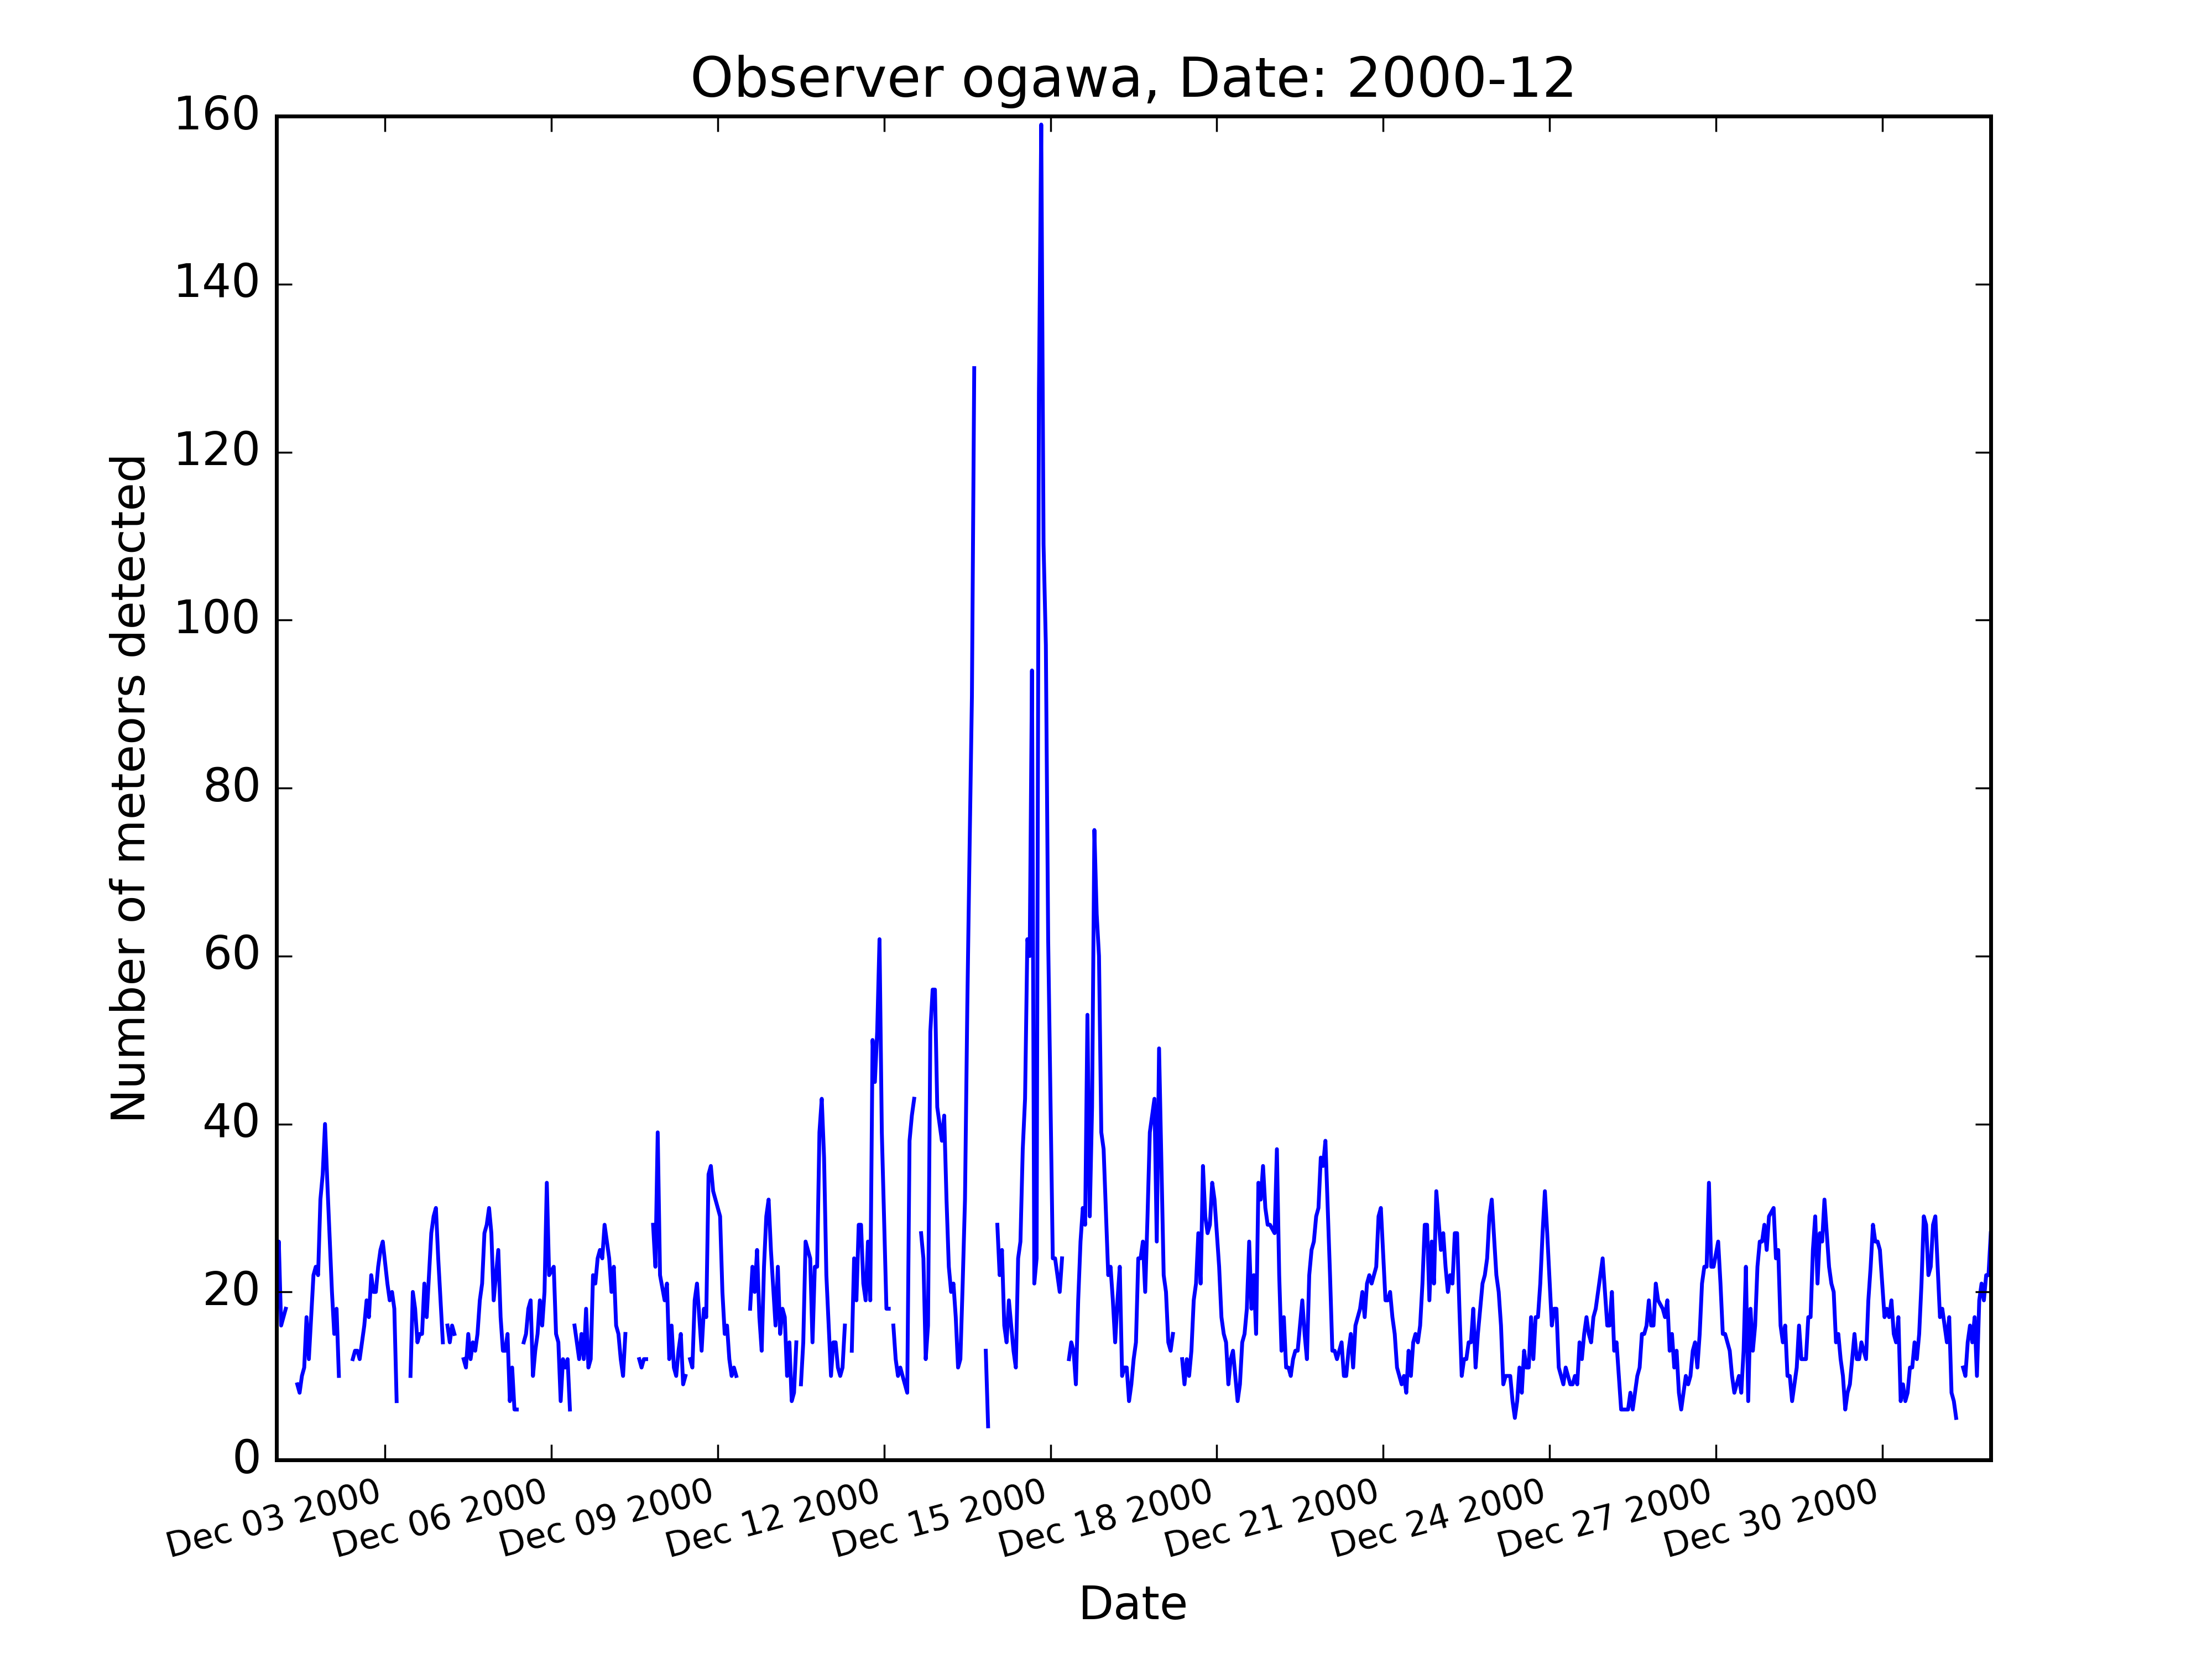 Observer ogawa, Date: 2000-12
160
140
120
100
80
60
40
20
0
Number of meteors detected
Dec 03 2000
Dec 06 2000
Dec 09 2000
Dec 12 2000
Dec 15 2000
Dec 18 2000
Dec 21 2000
Dec 24 2000
Dec 27 2000
Dec 30 2000
Date